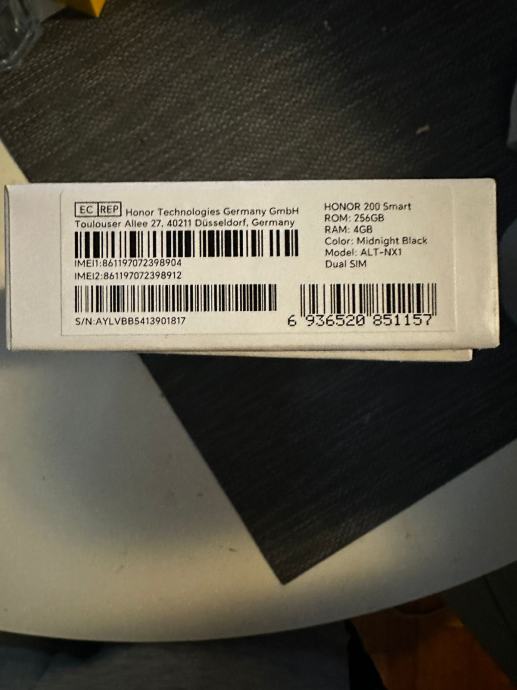 EC REP Honor Technologies Germany GmbH
Toulouser Allee 27, 40211 Düsseldorf, Germany
IMEI1:861197072398904
IMEI2:861197072398912
S/N:AYLVBB5413901817
HONOR 200 Smart
ROM: 256GB
RAM: 4GB
Color: Midnight Black
Model: ALT-NX1
Dual SIM
6 936520 851157